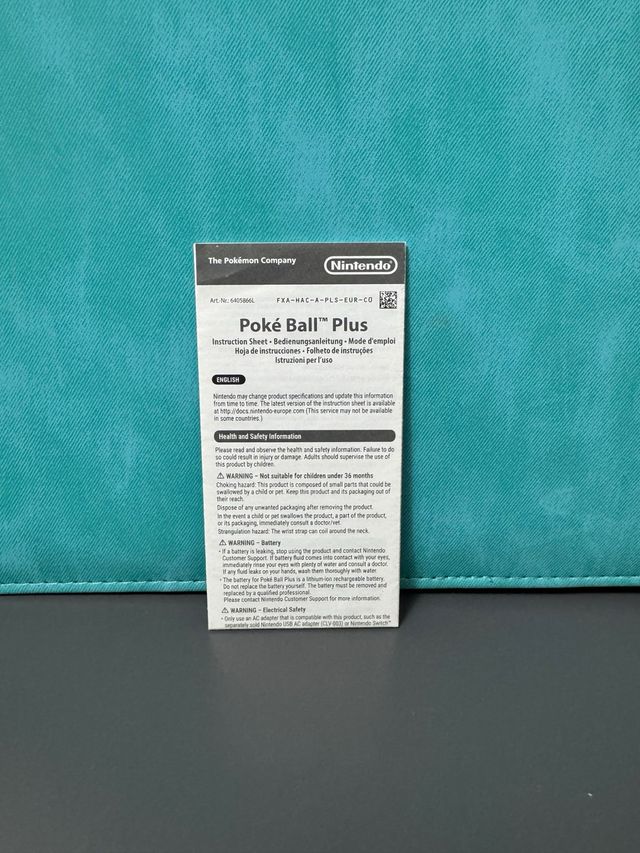 The Pokémon Company
Nintendo®
Art.-Nr.: 6405866L
FXA-HAC-A-PLS-EUR-C0
Poké Ball™ Plus
Instruction Sheet • Bedienungsanleitung • Mode d'emploi
Hoja de instrucciones • Folheto de instruções
Istruzioni per l'uso
ENGLISH
Nintendo may change product specifications and update this information
from time to time. The latest version of the instruction sheet is available
at http://docs.nintendo-europe.com (This service may not be available
in some countries.)
Health and Safety Information
Please read and observe the health and safety information. Failure to do
so could result in injury or damage. Adults should supervise the use of
this product by children.
⚠ WARNING – Not suitable for children under 36 months
Choking hazard: This product is composed of small parts that could be
swallowed by a child or pet. Keep this product and its packaging out of
their reach.
Dispose of any unwanted packaging after removing the product.
In the event a child or pet swallows the product, a part of the product,
or its packaging, immediately consult a doctor/vet.
Strangulation hazard: The wrist strap can coil around the neck.
⚠ WARNING – Battery
• If a battery is leaking, stop using the product and contact Nintendo
Customer Support. If battery fluid comes into contact with your eyes,
immediately rinse your eyes with plenty of water and consult a doctor.
If any fluid leaks on your hands, wash them thoroughly with water.
• The battery for Poké Ball Plus is a lithium-ion rechargeable battery.
Do not replace the battery yourself. The battery must be removed and
replaced by a qualified professional.
Please contact Nintendo Customer Support for more information.
⚠ WARNING – Electrical Safety
• Only use an AC adapter that is compatible with this product, such as the
separately sold Nintendo USB AC adapter (CLV-003) or Nintendo Switch™